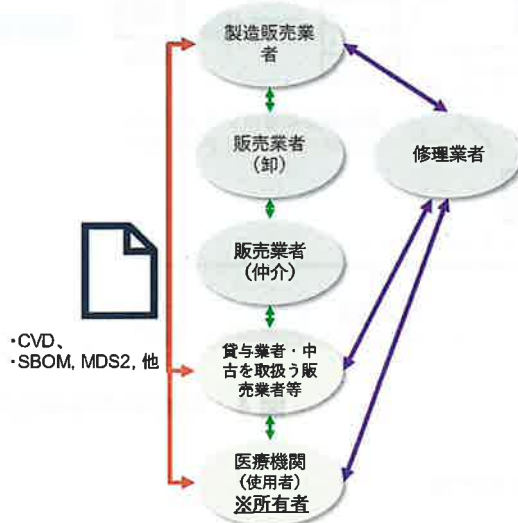 製造販売業
者
販売業者
(卸)
修理業者
販売業者
(仲介)
・CVD、
・SBOM, MDS2, 他
貸与業者・中
古を取扱う販
売業者等
医療機関
(使用者)
※所有者